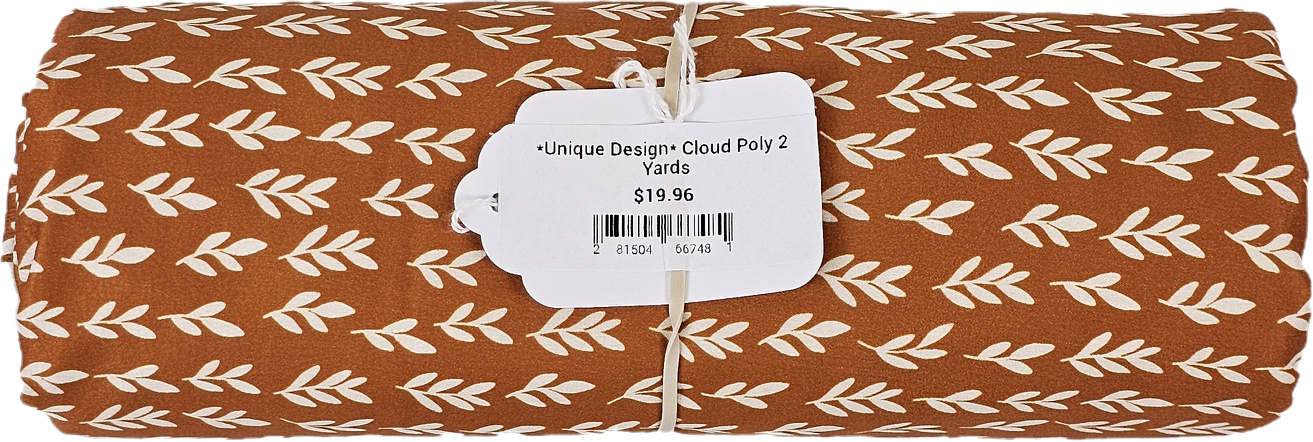 *Unique Design* Cloud Poly 2
Yards
$19.96
2 81504 66748 1